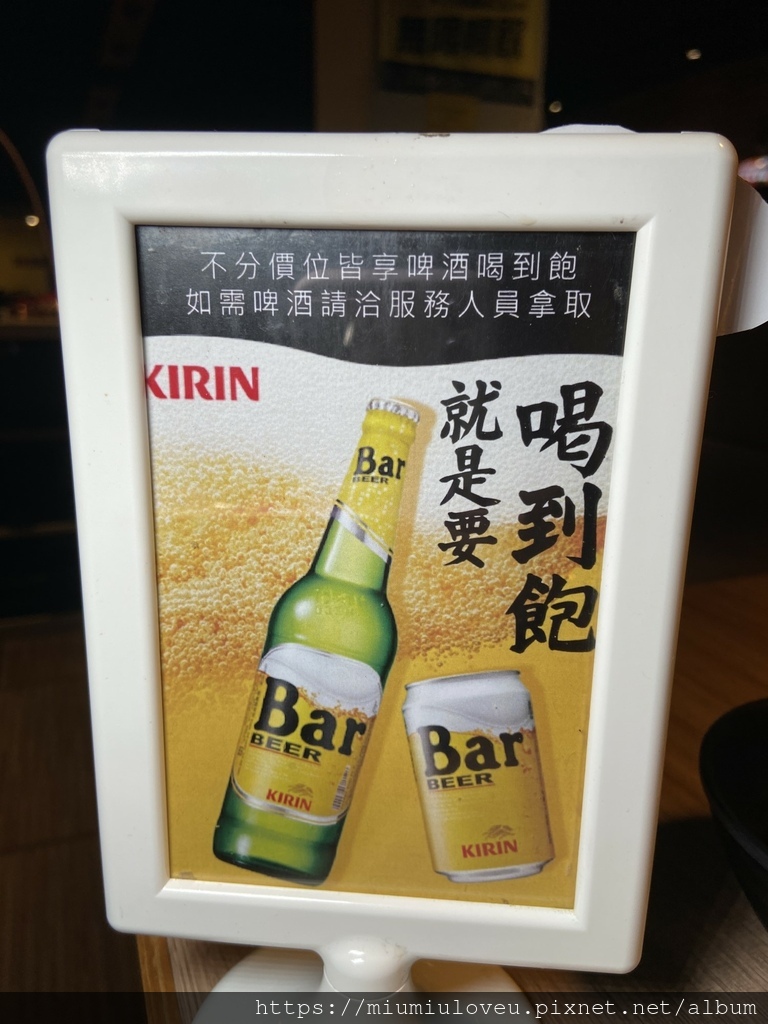 不分價位皆享啤酒喝到飽
如需啤酒請洽服務人員拿取
KIRIN
喝到飽
就是要
Bar
BEER
Bar
BEER
KIRIN
Bar
BEER
KIRIN
https://miumiuloveu.pixnet.net/album